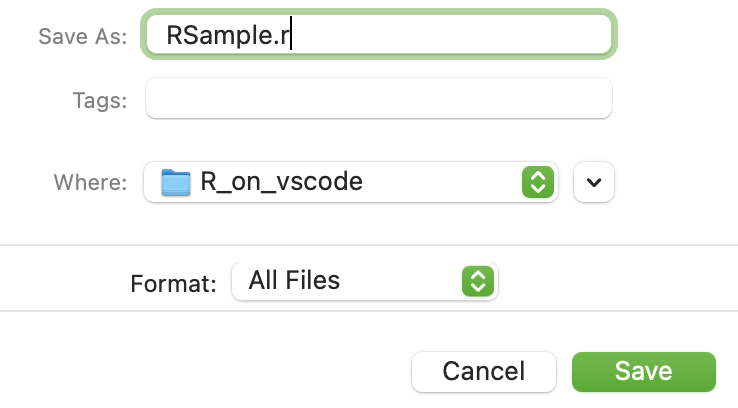 Save As: RSample.r
Tags:
Where: R_on_vscode
Format: All Files
Cancel Save